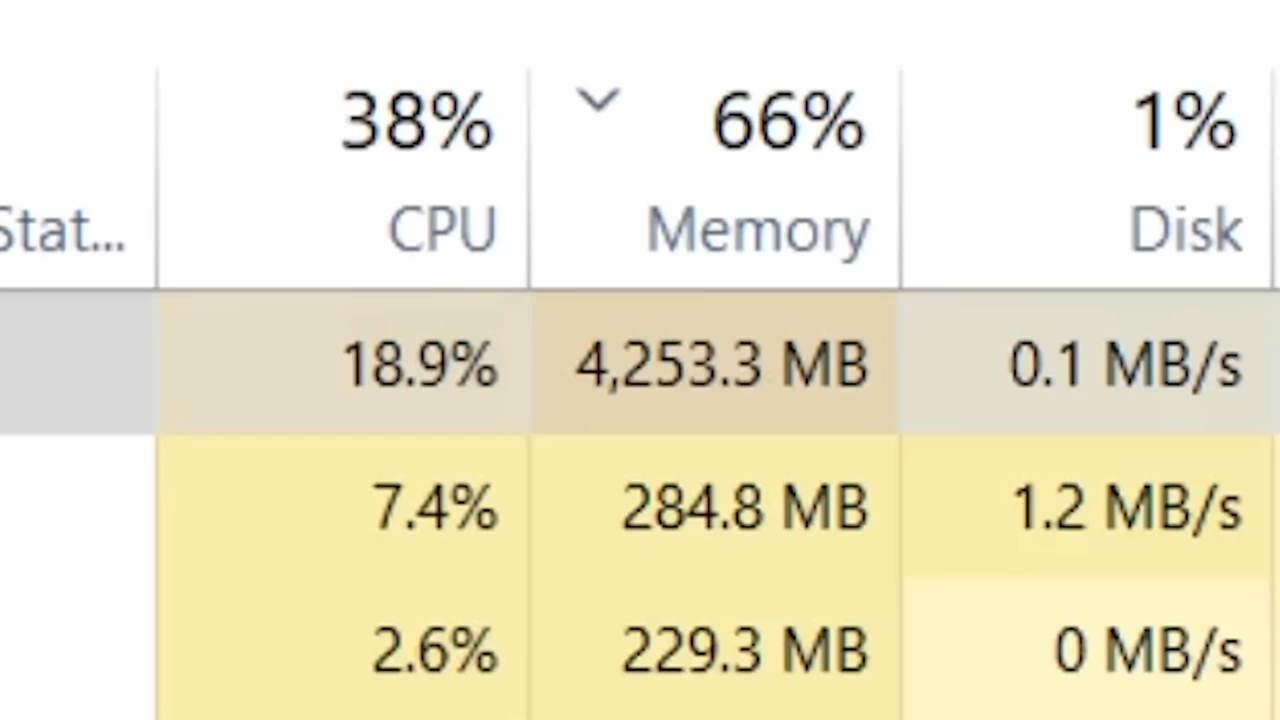 38% 66% 1%
Stat... CPU Memory Disk
18.9% 4,253.3 MB 0.1 MB/s
7.4% 284.8 MB 1.2 MB/s
2.6% 229.3 MB 0 MB/s